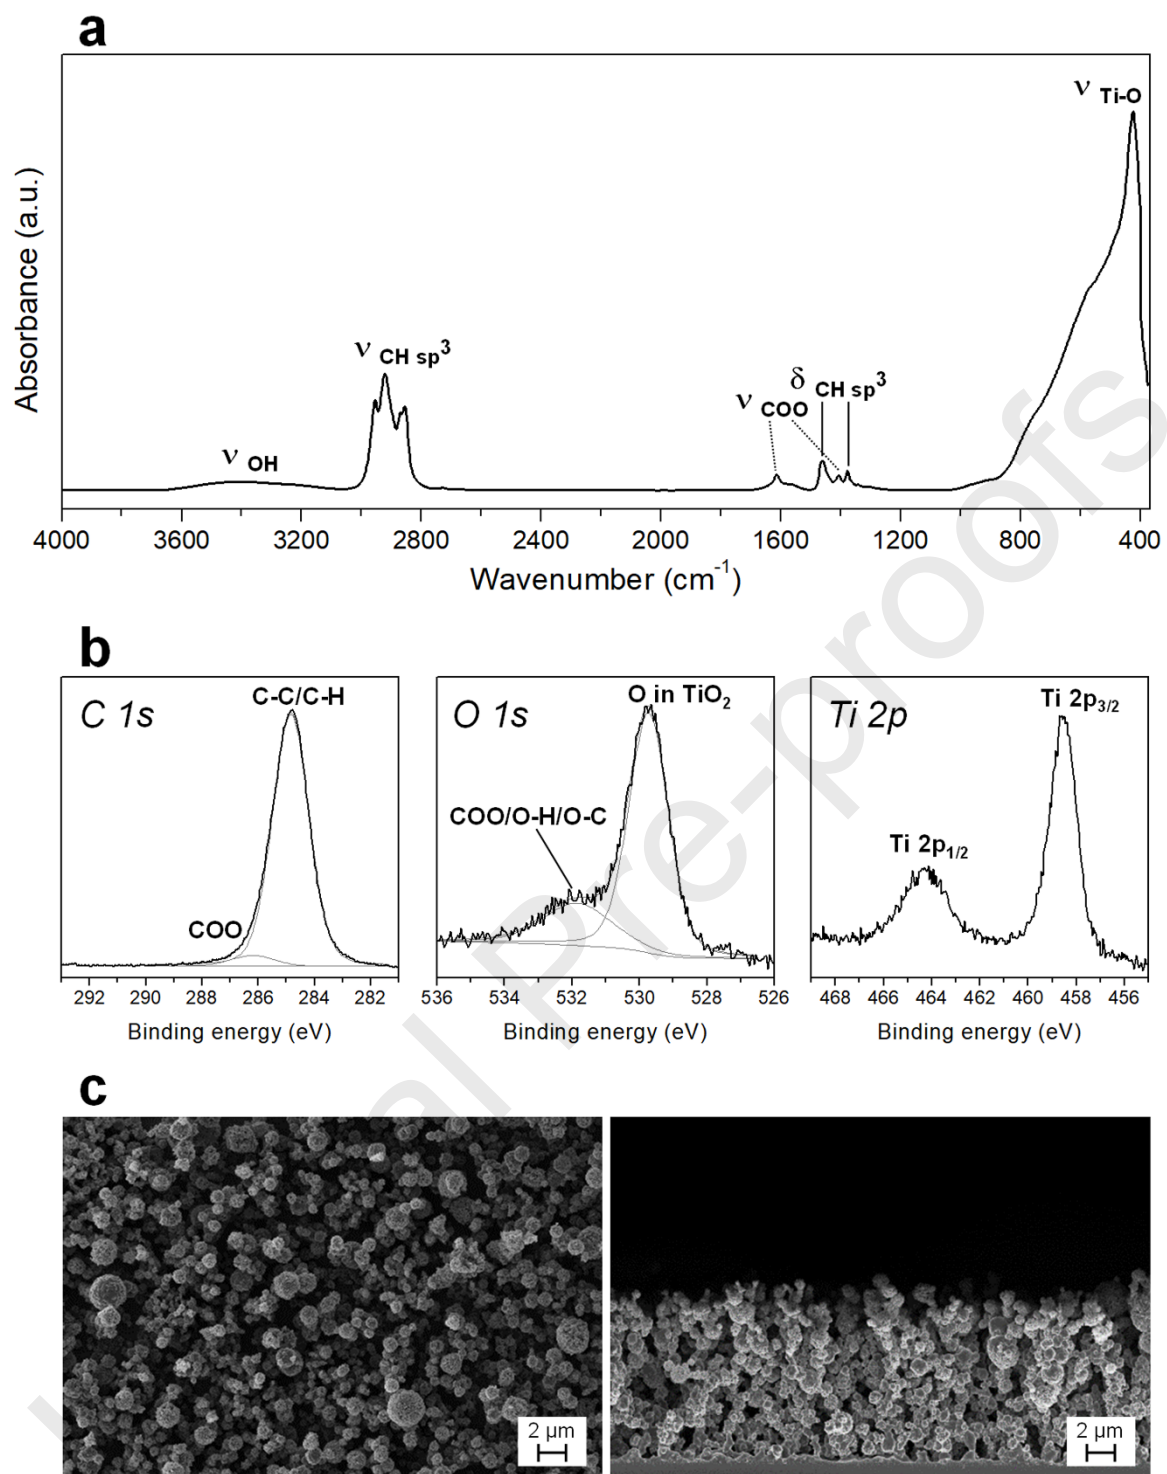 a
ν Ti-O
ν CH sp3
δ CH sp3
ν COO
ν OH
Absorbance (a.u.)
4000 3600 3200 2800 2400 2000 1600 1200 800 400
Wavenumber (cm-1)
b
C 1s
C-C/C-H
COO
292 290 288 286 284 282
Binding energy (eV)
O 1s
O in TiO2
COO/O-H/O-C
536 534 532 530 528 526
Binding energy (eV)
Ti 2p
Ti 2p3/2
Ti 2p1/2
468 466 464 462 460 458 456
Binding energy (eV)
c
2 µm
2 µm
al Pre-proofs